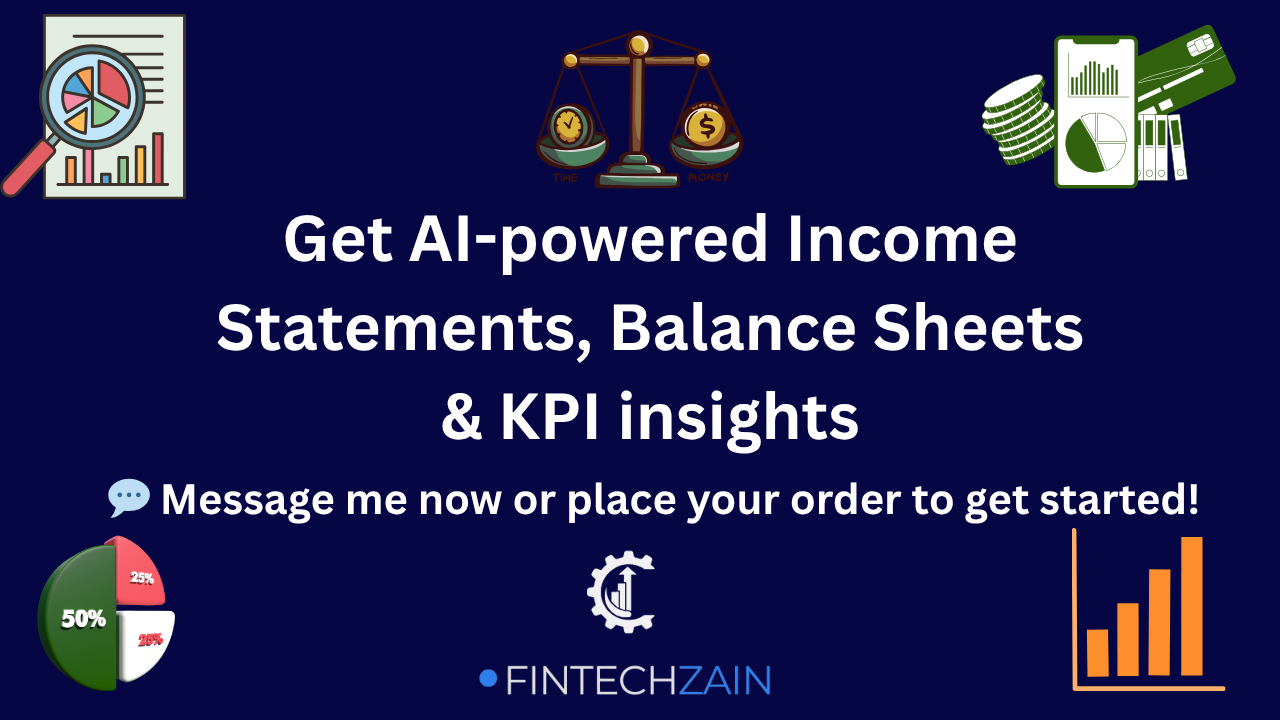 TIME MONEY
Get AI-powered Income
Statements, Balance Sheets
& KPI insights
Message me now or place your order to get started!
25%
50%
25%
FINTECHZAIN